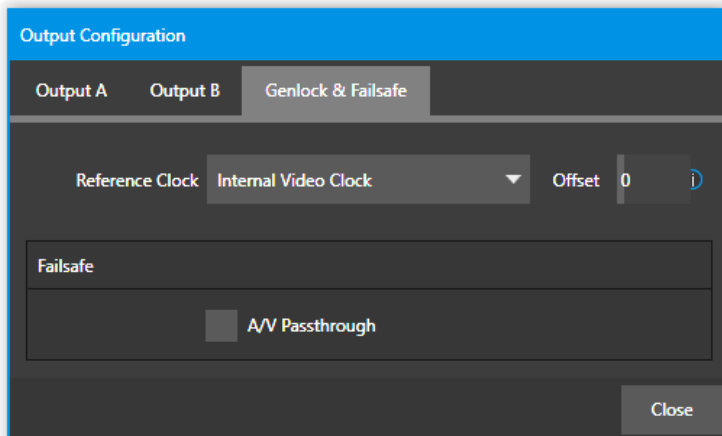 Output Configuration
Output A Output B Genlock & Failsafe
Reference Clock Internal Video Clock Offset 0 i
Failsafe
A/V Passthrough
Close